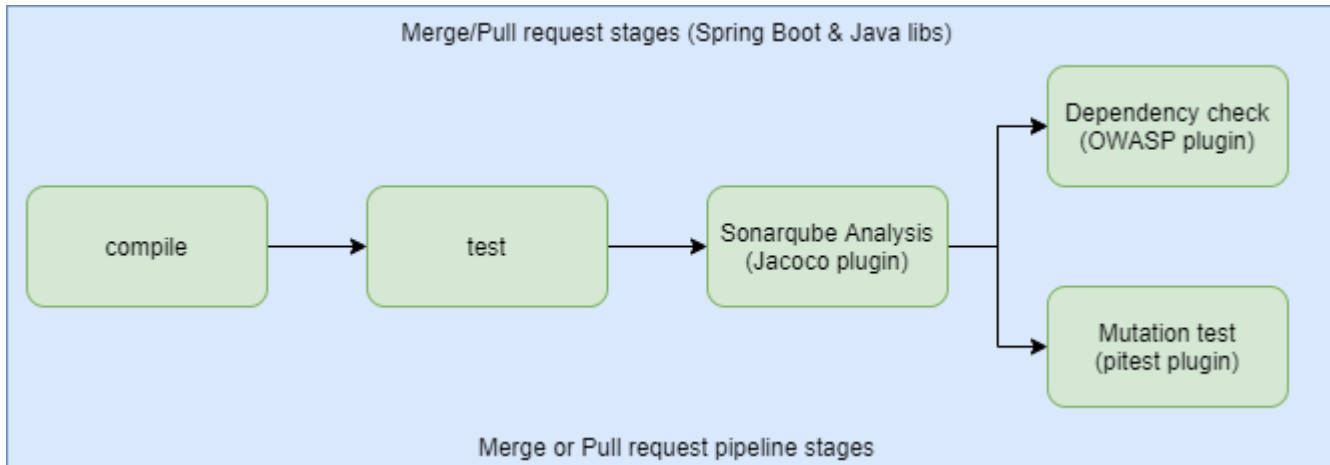 Merge/Pull request stages (Spring Boot & Java libs)
compile
test
Sonarqube Analysis
(Jacoco plugin)
Dependency check
(OWASP plugin)
Mutation test
(pitest plugin)
Merge or Pull request pipeline stages